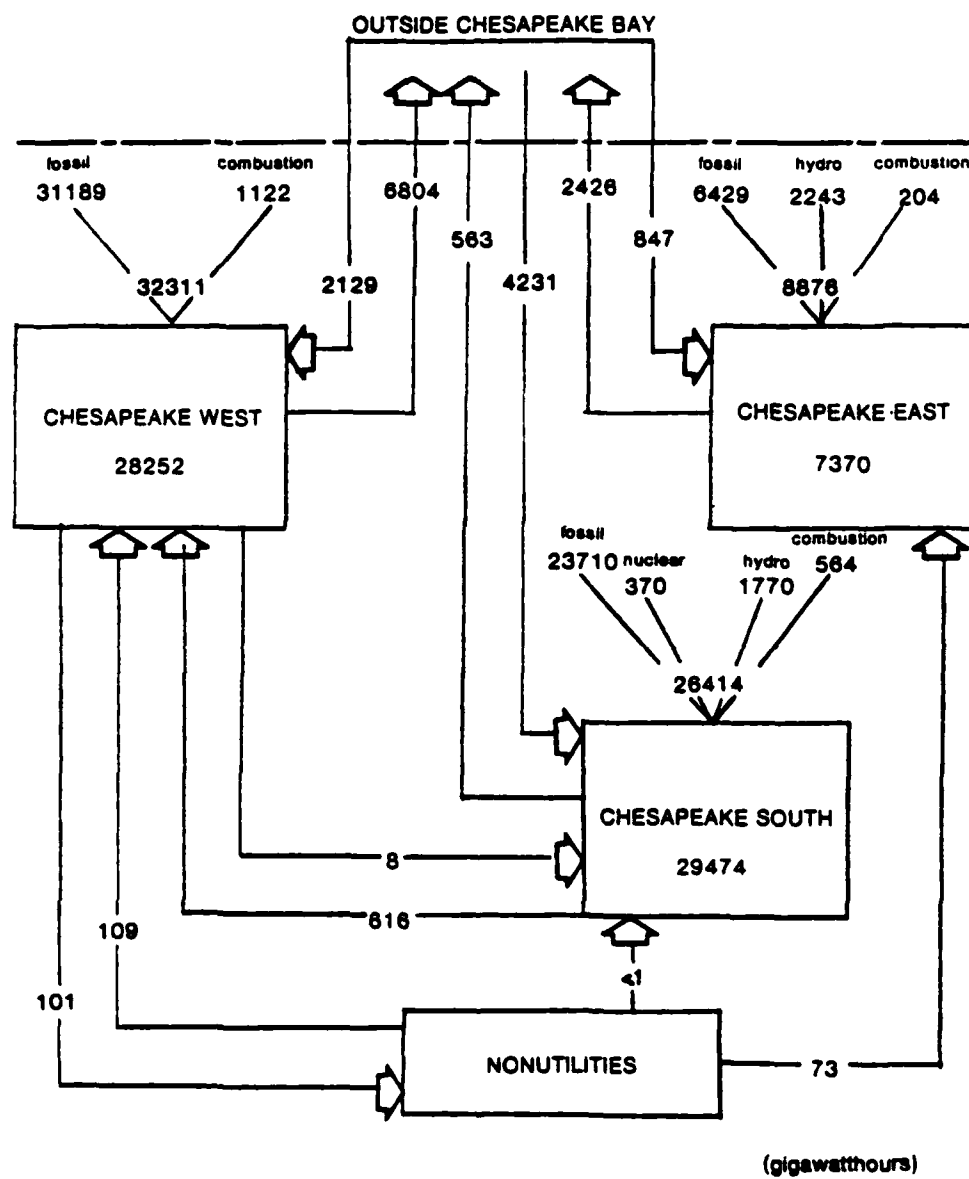 OUTSIDE CHESAPEAKE BAY
fossil
31189
combustion
1122
6804
2426
fossil
6429
hydro
2243
combustion
204
563
847
32311
2129
4231
8876
CHESAPEAKE WEST
28252
CHESAPEAKE EAST
7370
fossil
23710
nuclear
370
hydro
1770
combustion
564
26414
CHESAPEAKE SOUTH
29474
8
616
109
<1
101
NONUTILITIES
73
(gigawatthours)